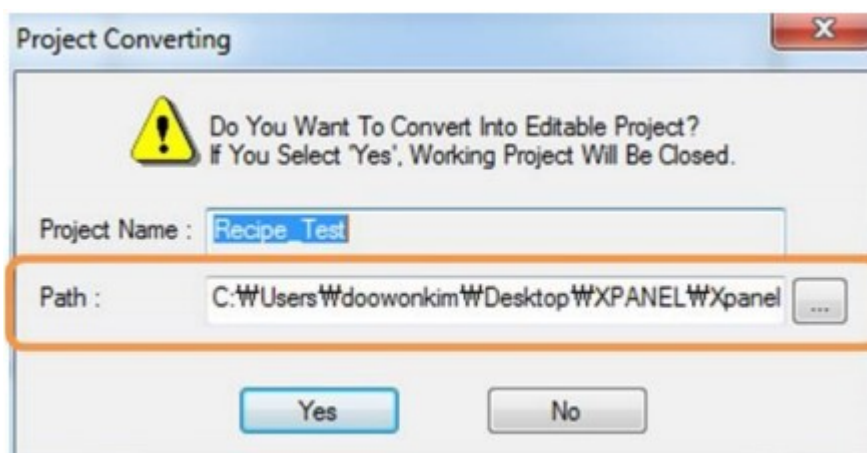 Project Converting
Do You Want To Convert Into Editable Project?
If You Select 'Yes', Working Project Will Be Closed.
Project Name : Recipe_Test
Path : C:₩Users₩doowonkim₩Desktop₩XPANEL₩Xpanel ...
Yes No